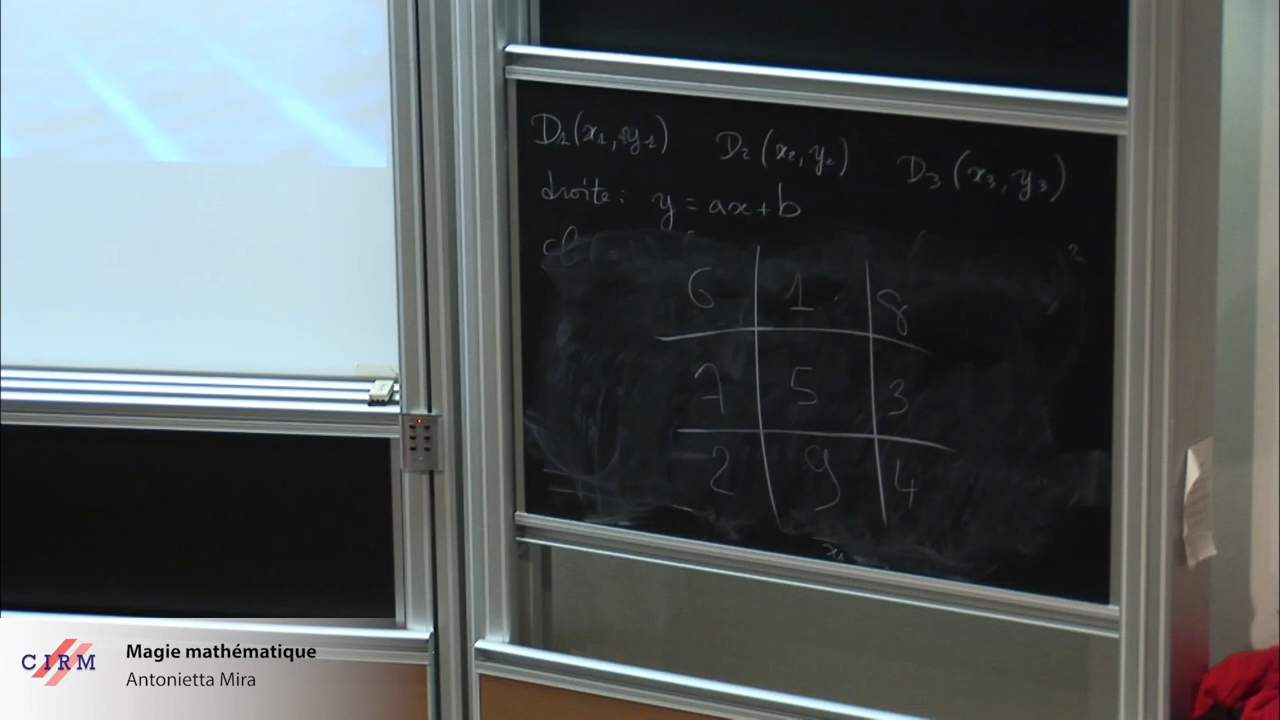 D1(x1, y1) D2(x2, y2) D3(x3, y3)
droite: y = ax+b
2
6 1 8
7 5 3
2 9 4
CIRM
Magie mathématique
Antonietta Mira